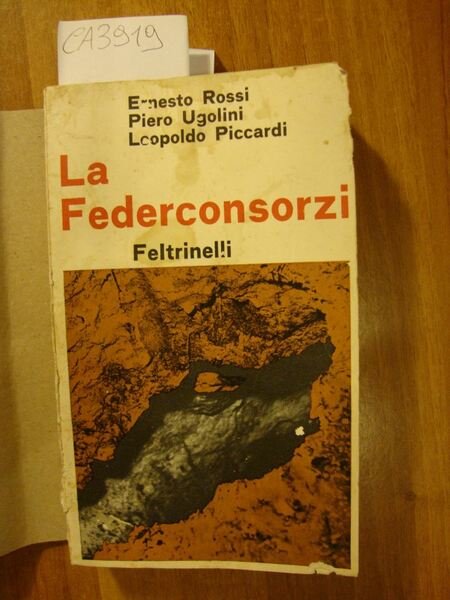 CA3919
Ernesto Rossi
Piero Ugolini
Leopoldo Piccardi
La
Federconsorzi
Feltrinelli